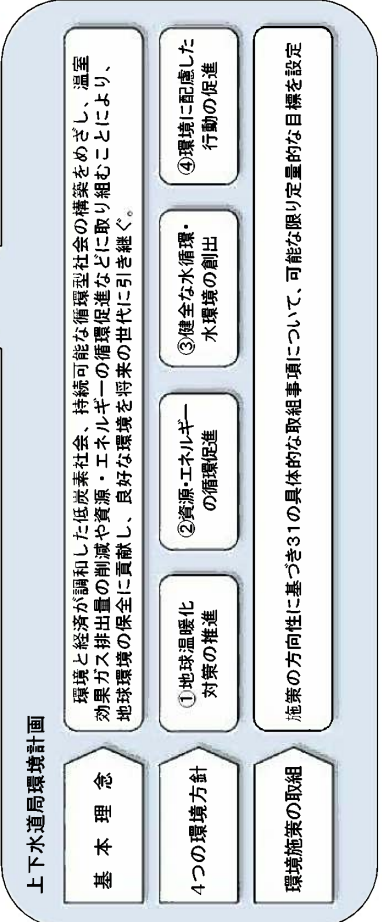 上下水道局環境計画
基本理念
環境と経済が調和した低炭素社会、持続可能な循環型社会の構築をめざし、温室
効果ガス排出量の削減や資源・エネルギーの循環促進などに取り組むことにより、
地球環境の保全に貢献し、良好な環境を将来の世代に引き継ぐ。
4つの環境方針
①地球温暖化
対策の推進
②資源・エネルギー
の循環促進
③健全な水循環・
水環境の創出
④環境に配慮した
行動の促進
環境施策の取組
施策の方向性に基づき31の具体的な取組事項について、可能な限り定量的な目標を設定